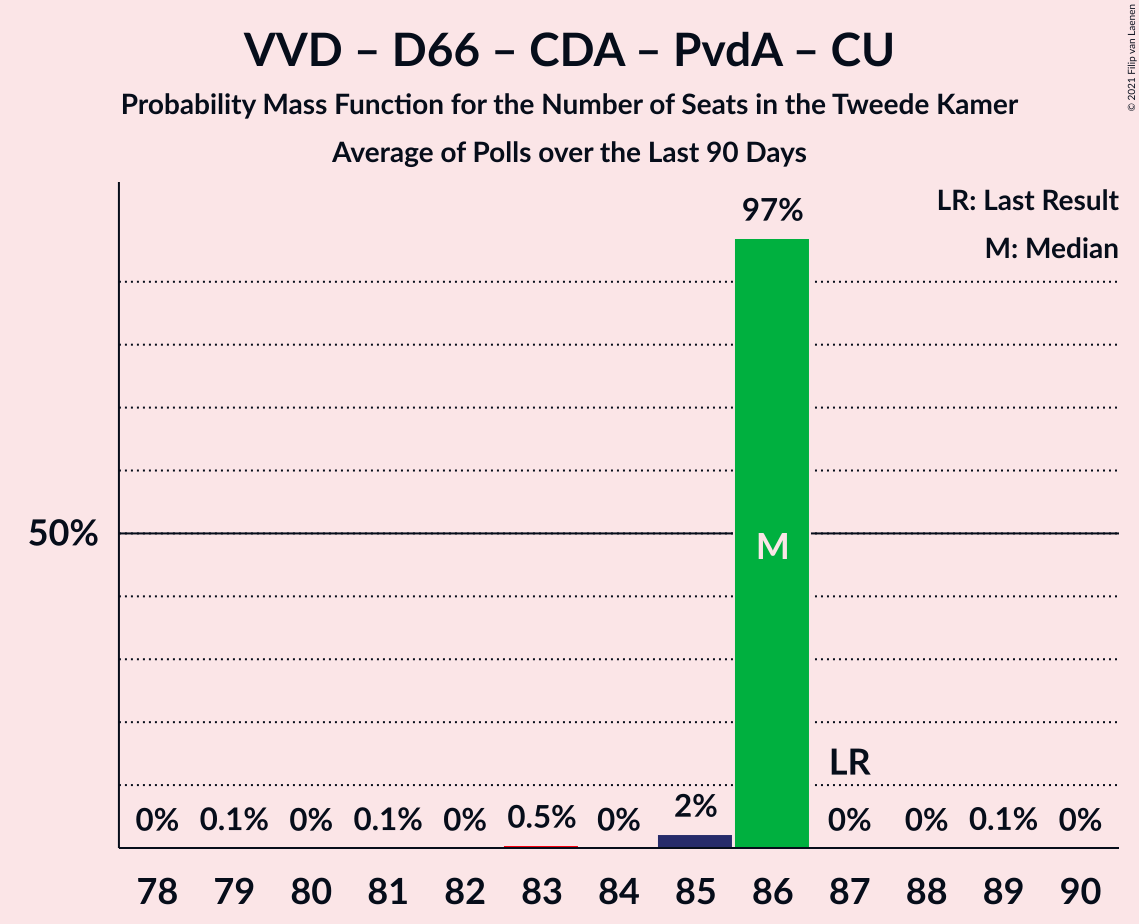 VVD – D66 – CDA – PvdA – CU
Probability Mass Function for the Number of Seats in the Tweede Kamer
Average of Polls over the Last 90 Days
© 2021 Filip van Laenen
LR: Last Result
M: Median
97%
50%
M
LR
0% 0.1% 0% 0.1% 0% 0.5% 0% 2% 0% 0% 0.1% 0%
78 79 80 81 82 83 84 85 86 87 88 89 90